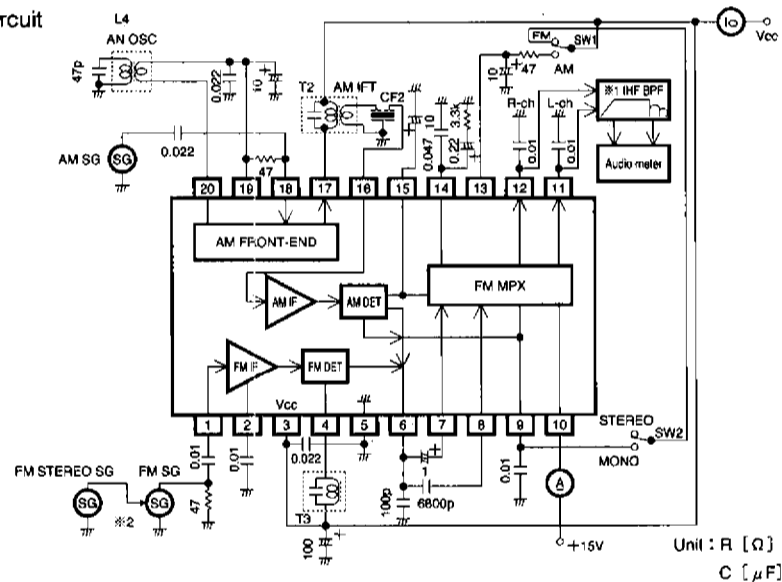 rcuit
L4
AN OSC
47p
0.022
10
AM SG
SG
0.022
47
T2
AM IFT
CF2
10
0.047
0.22
3.3k
10
47
FM
SW1
AM
Io
Vcc
R-ch
L-ch
0.01
0.01
※1 IHF BPF
Audio meter
20
19
18
17
16
15
14
13
12
11
AM FRONT-END
AM IF
AM DET
FM MPX
FM IF
FM DET
Vcc
1
2
3
4
5
6
7
8
9
10
STEREO
SW2
MONO
FM STEREO SG
FM SG
SG
※2
SG
0.01
47
0.01
0.022
T3
100
100p
1
6800p
0.01
A
+15V
Unit : R [Ω]
C [μF]